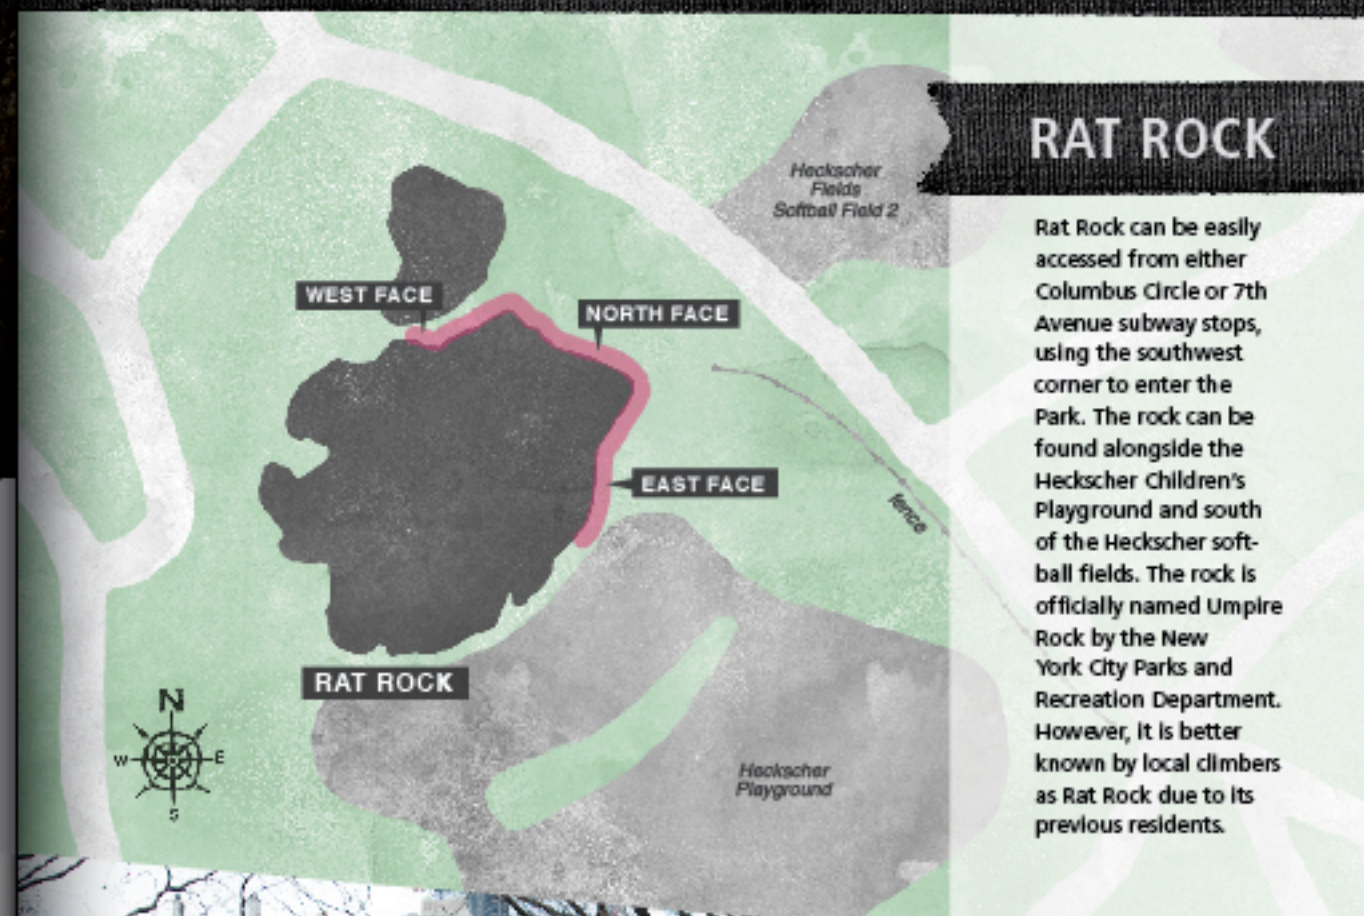 Heckscher
Fields
Softball Field 2
WEST FACE
NORTH FACE
EAST FACE
fence
RAT ROCK
N
W
E
S
Heckscher
Playground
RAT ROCK
Rat Rock can be easily
accessed from either
Columbus Circle or 7th
Avenue subway stops,
using the southwest
corner to enter the
Park. The rock can be
found alongside the
Heckscher Children's
Playground and south
of the Heckscher soft-
ball fields. The rock is
officially named Umpire
Rock by the New
York City Parks and
Recreation Department.
However, it is better
known by local climbers
as Rat Rock due to its
previous residents.